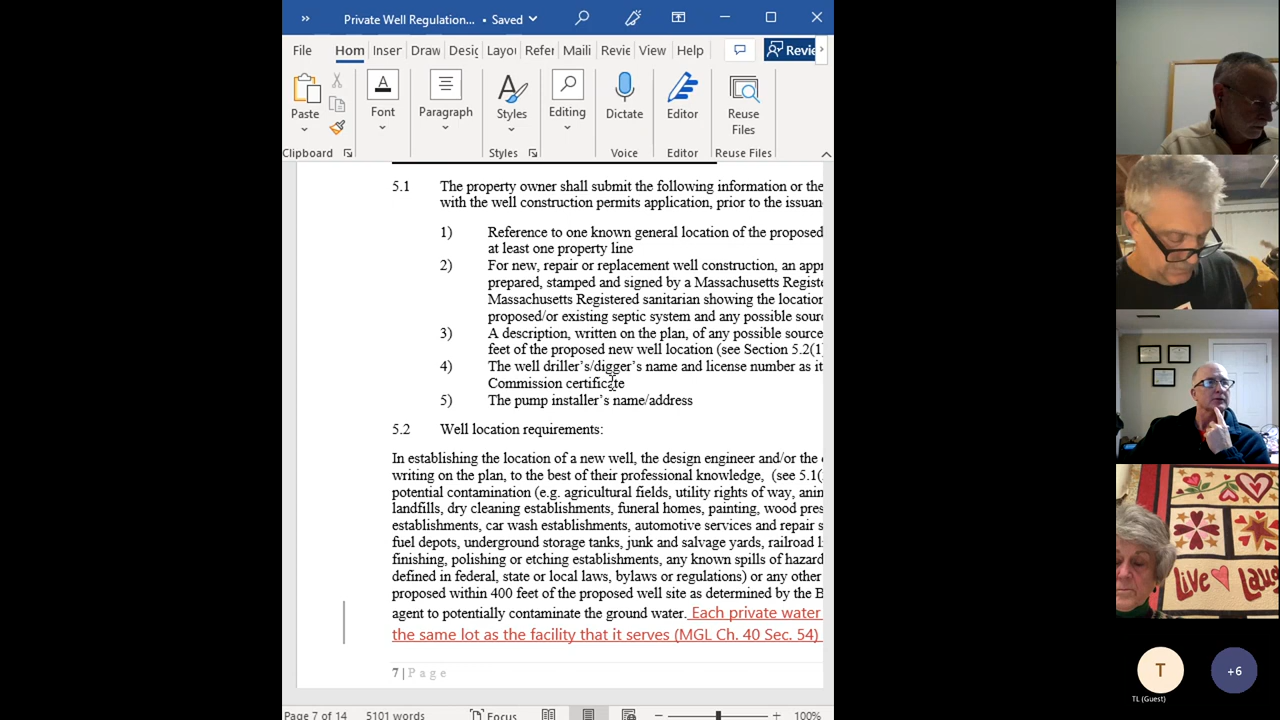 Private Well Regulation... • Saved
File Hom Inser Draw Desig Layou Refer Maili Revie View Help Revie
Paste Font Paragraph Styles Editing Dictate Editor Reuse Files
Clipboard Styles Voice Editor Reuse Files
5.1 The property owner shall submit the following information or the
with the well construction permits application, prior to the issuan
1) Reference to one known general location of the proposed
at least one property line
2) For new, repair or replacement well construction, an appr
prepared, stamped and signed by a Massachusetts Registe
Massachusetts Registered sanitarian showing the location
proposed/or existing septic system and any possible sour
3) A description, written on the plan, of any possible source
feet of the proposed new well location (see Section 5.2(1)
4) The well driller's/digger's name and license number as it
Commission certificate
5) The pump installer's name/address
5.2 Well location requirements:
In establishing the location of a new well, the design engineer and/or the
writing on the plan, to the best of their professional knowledge, (see 5.1(
potential contamination (e.g. agricultural fields, utility rights of way, anim
landfills, dry cleaning establishments, funeral homes, painting, wood pres
establishments, car wash establishments, automotive services and repair s
fuel depots, underground storage tanks, junk and salvage yards, railroad l
finishing, polishing or etching establishments, any known spills of hazard
defined in federal, state or local laws, bylaws or regulations) or any other
proposed within 400 feet of the proposed well site as determined by the B
agent to potentially contaminate the ground water. Each private water
the same lot as the facility that it serves (MGL Ch. 40 Sec. 54)
7 | Page
Page 7 of 14 5101 words Focus 100%
Live Laug
T
+6
TL (Guest)